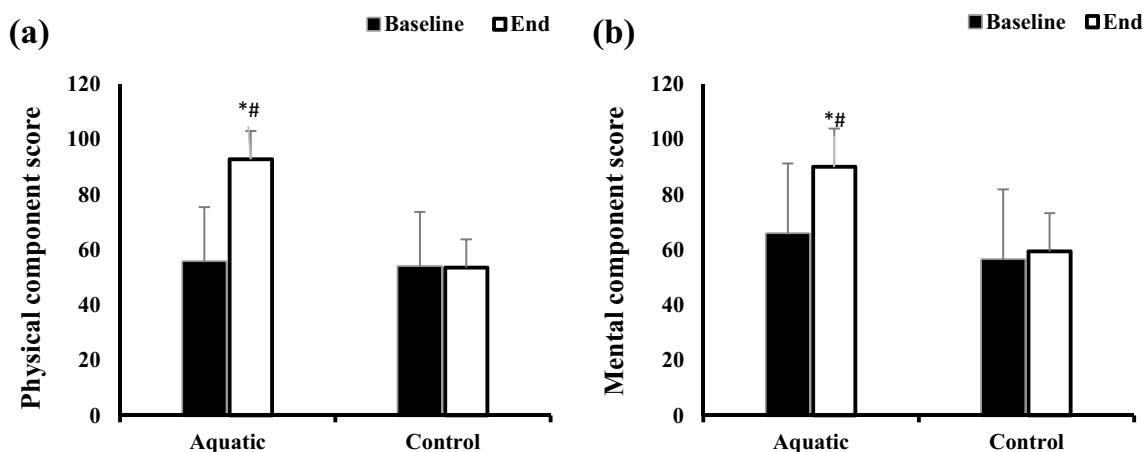 (a)
■Baseline □End
Physical component score
120
100
80
60
40
20
0
*#
Aquatic Control
(b)
■Baseline □End
Mental component score
120
100
80
60
40
20
0
*#
Aquatic Control